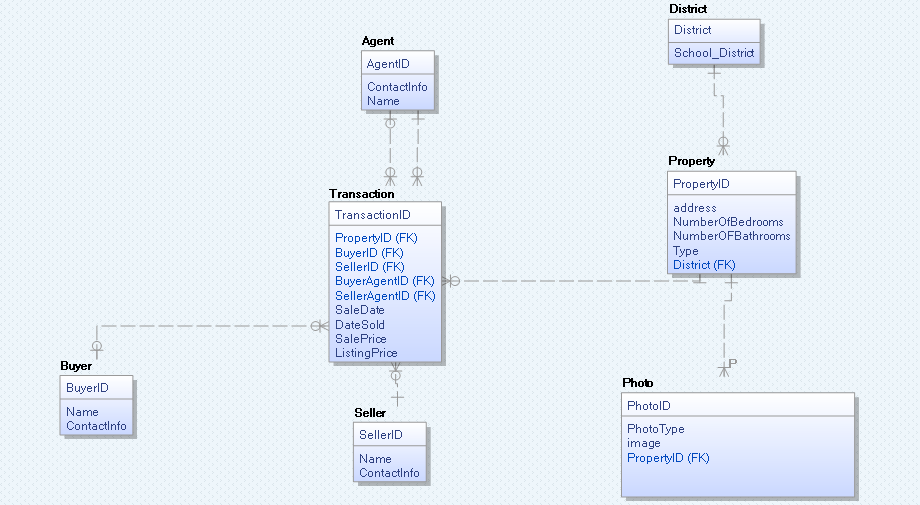 District
District
School_District
Agent
AgentID
ContactInfo
Name
Property
PropertyID
address
NumberOfBedrooms
NumberOFBathrooms
Type
District (FK)
Transaction
TransactionID
PropertyID (FK)
BuyerID (FK)
SellerID (FK)
BuyerAgentID (FK)
SellerAgentID (FK)
SaleDate
DateSold
SalePrice
ListingPrice
Buyer
BuyerID
Name
ContactInfo
Seller
SellerID
Name
ContactInfo
P
Photo
PhotoID
PhotoType
image
PropertyID (FK)